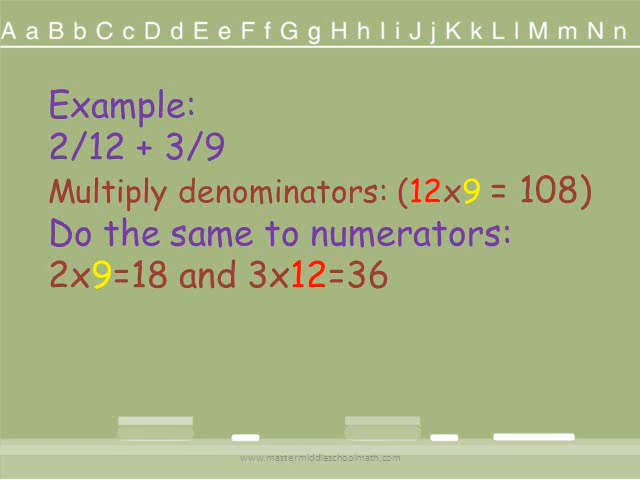 A a B b C c D d E e F f G g H h I i J j K k L l M m N n
Example:
2/12 + 3/9
Multiply denominators: (12x9 = 108)
Do the same to numerators:
2x9=18 and 3x12=36
www.mastermiddleschoolmath.com